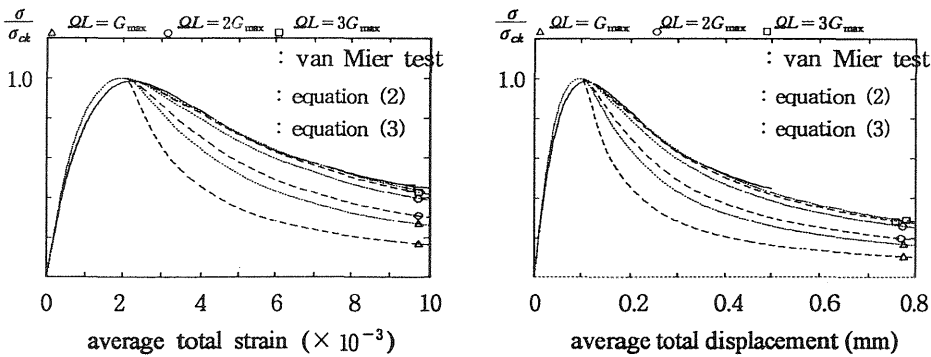 σ/σck
ΩL = Gmax ΩL = 2Gmax ΩL = 3Gmax
: van Mier test
: equation (2)
: equation (3)
1.0
0 2 4 6 8 10
average total strain (× 10⁻³)
σ/σck
ΩL = Gmax ΩL = 2Gmax ΩL = 3Gmax
: van Mier test
: equation (2)
: equation (3)
1.0
0 0.2 0.4 0.6 0.8
average total displacement (mm)